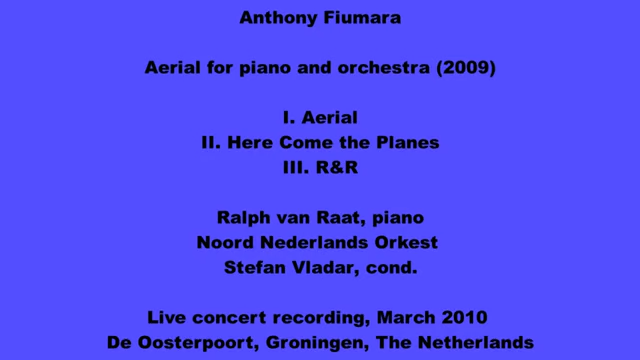 Anthony Fiumara
Aerial for piano and orchestra (2009)
I. Aerial
II. Here Come the Planes
III. R&R
Ralph van Raat, piano
Noord Nederlands Orkest
Stefan Vladar, cond.
Live concert recording, March 2010
De Oosterpoort, Groningen, The Netherlands